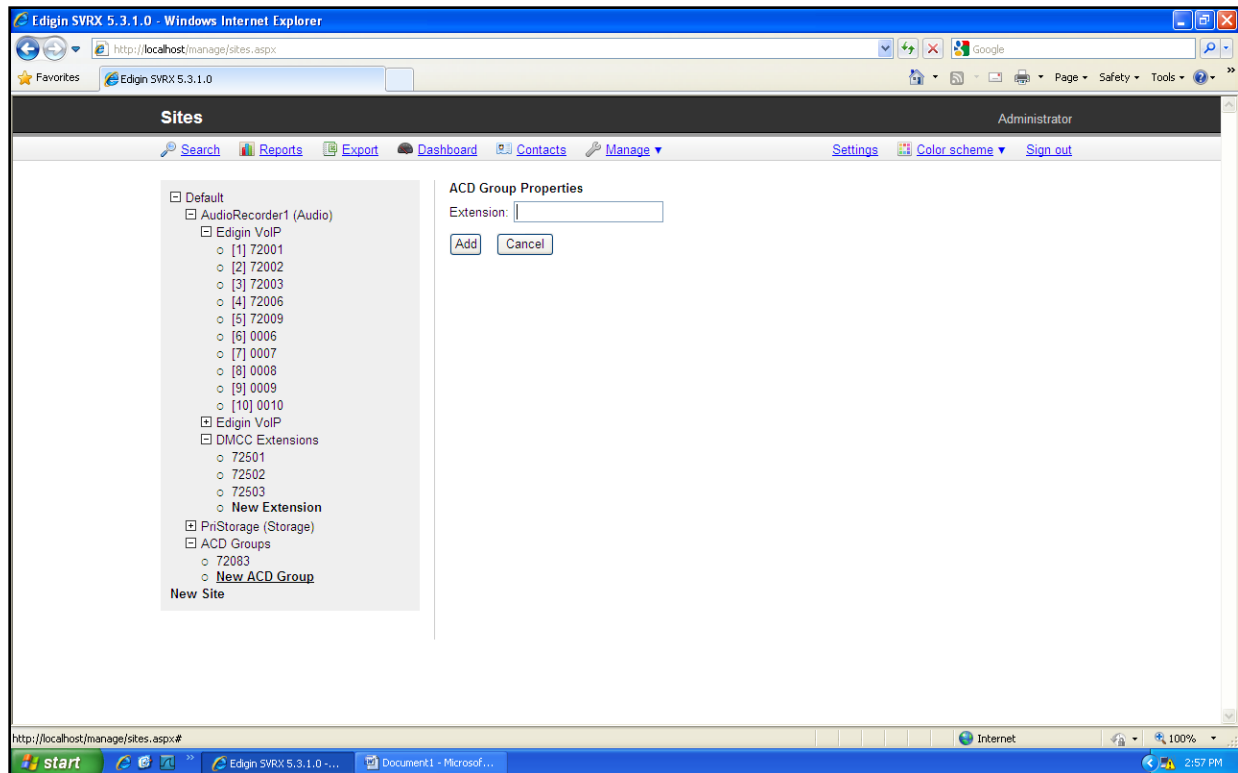 Edigin SVRX 5.3.1.0 - Windows Internet Explorer
http://localhost/manage/sites.aspx
Google
Favorites
Edigin SVRX 5.3.1.0
Page
Safety
Tools
Sites
Administrator
Search Reports Export Dashboard Contacts Manage ▼ Settings Color scheme ▼ Sign out
Default
AudioRecorder1 (Audio)
Edigin VoIP
[1] 72001
[2] 72002
[3] 72003
[4] 72006
[5] 72009
[6] 0006
[7] 0007
[8] 0008
[9] 0009
[10] 0010
Edigin VoIP
DMCC Extensions
72501
72502
72503
New Extension
PriStorage (Storage)
ACD Groups
72083
New ACD Group
New Site
ACD Group Properties
Extension:
Add Cancel
http://localhost/manage/sites.aspx#
Internet
100%
start
Edigin SVRX 5.3.1.0 -...
Document1 - Microsof...
2:57 PM